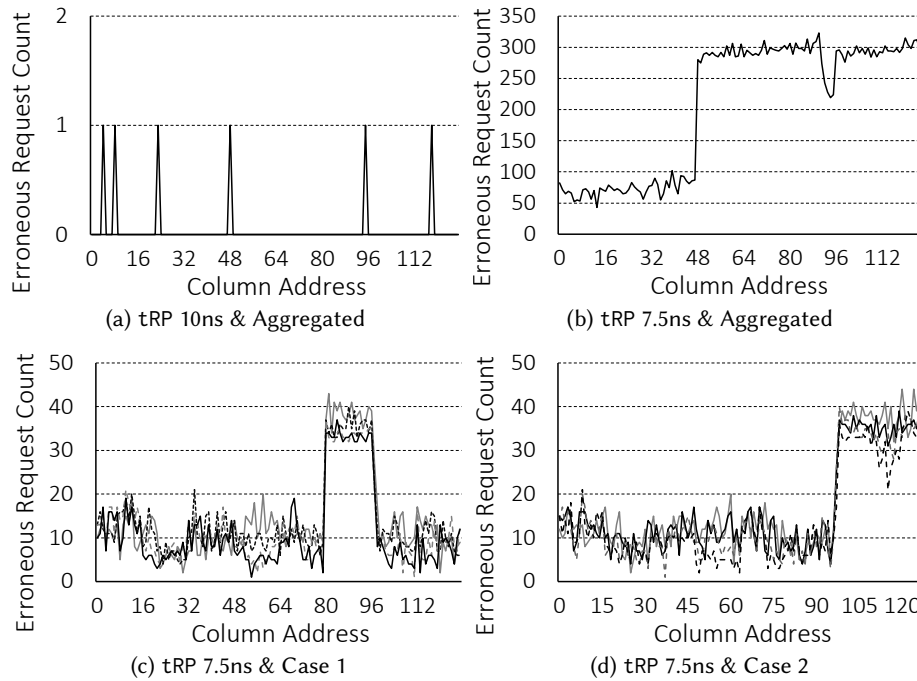 Erroneous Request Count
2
1
0
0 16 32 48 64 80 96 112
Column Address
(a) tRP 10ns & Aggregated
Erroneous Request Count
350
300
250
200
150
100
50
0
0 16 32 48 64 80 96 112
Column Address
(b) tRP 7.5ns & Aggregated
Erroneous Request Count
50
40
30
20
10
0
0 16 32 48 64 80 96 112
Column Address
(c) tRP 7.5ns & Case 1
Erroneous Request Count
50
40
30
20
10
0
0 15 30 45 60 75 90 105 120
Column Address
(d) tRP 7.5ns & Case 2